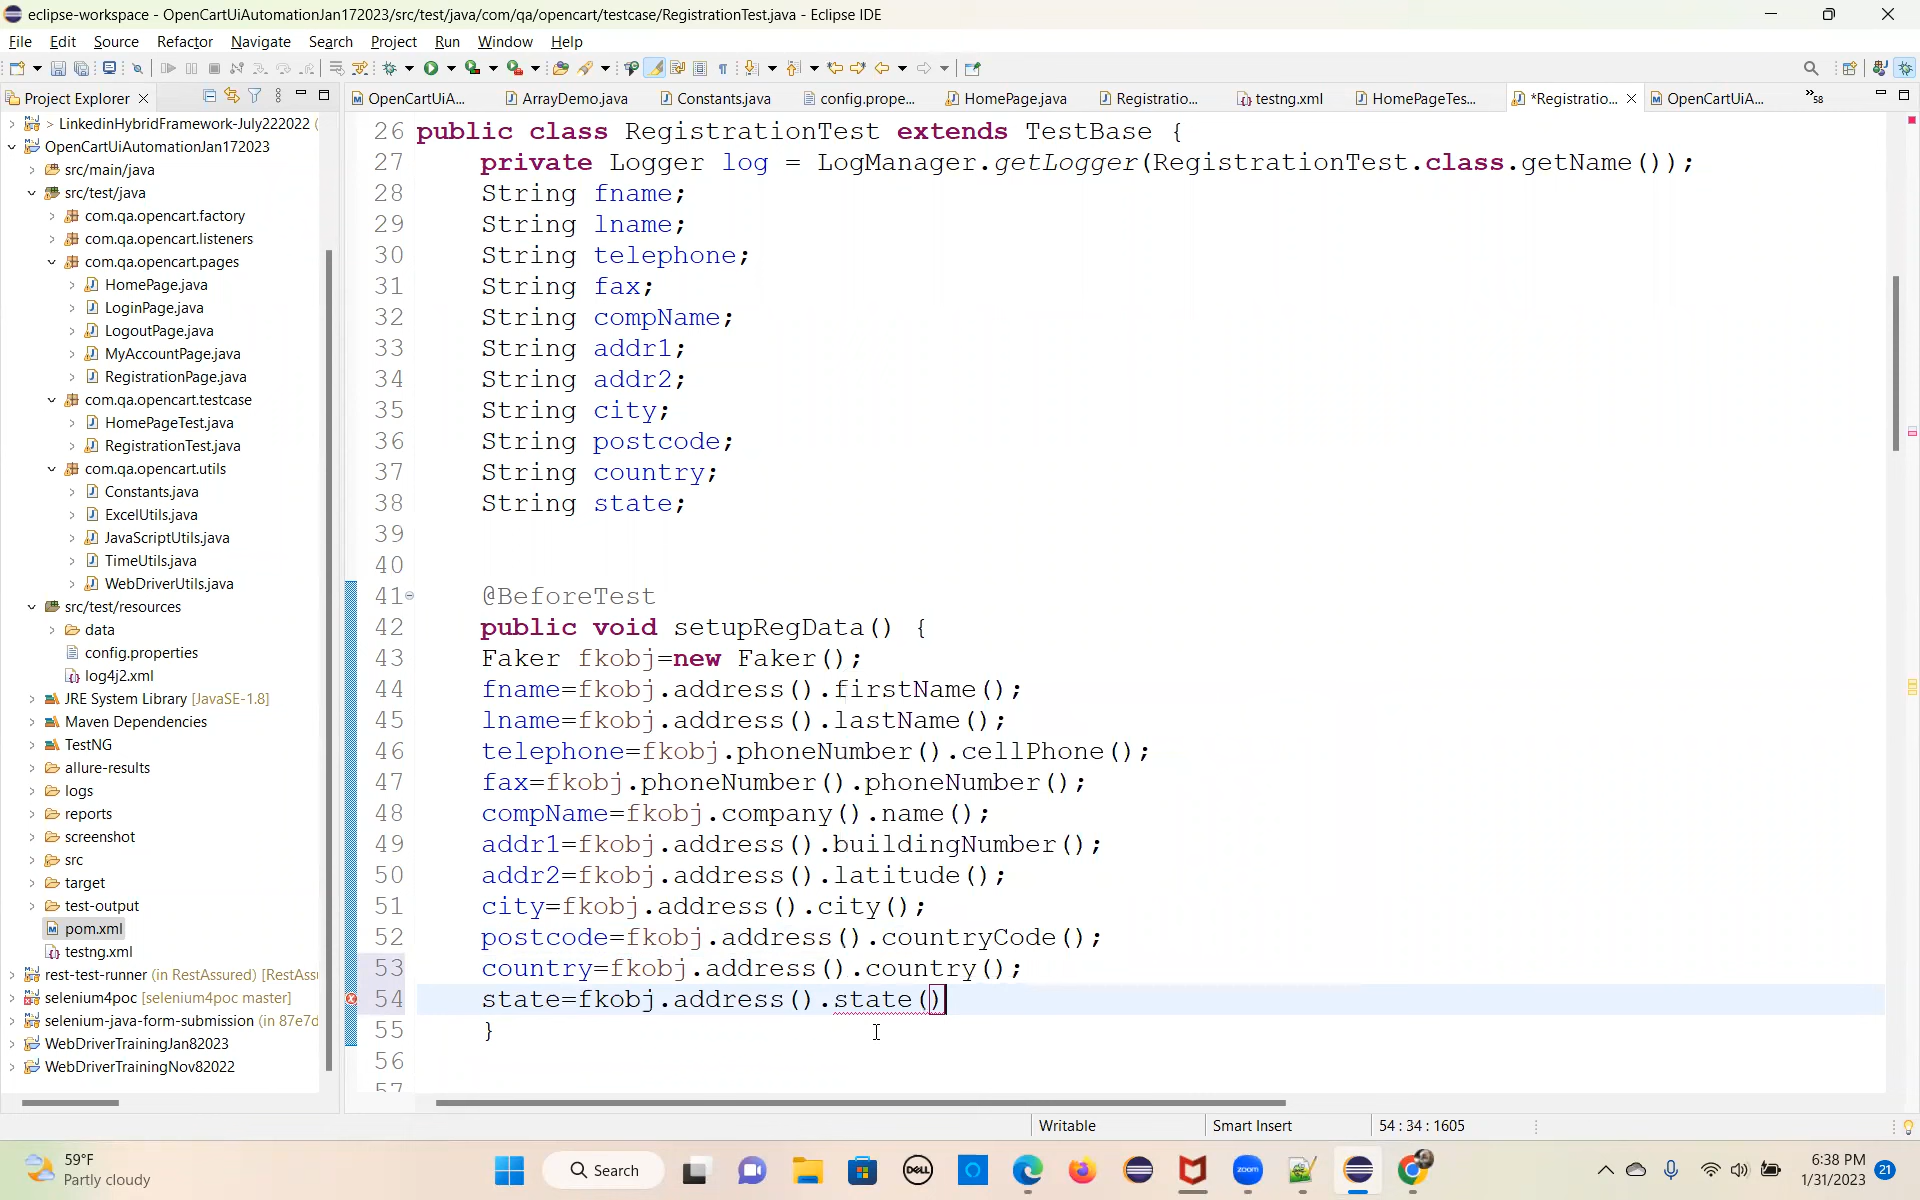 eclipse-workspace - OpenCartUiAutomationJan172023/src/test/java/com/qa/opencart/testcase/RegistrationTest.java - Eclipse IDE
File Edit Source Refactor Navigate Search Project Run Window Help
Project Explorer
OpenCartUiA... ArrayDemo.java Constants.java config.prope... HomePage.java Registratio... testng.xml HomePageTes... *Registratio... OpenCartUiA... »58
> LinkedinHybridFramework-July222022 (
OpenCartUiAutomationJan172023
src/main/java
src/test/java
com.qa.opencart.factory
com.qa.opencart.listeners
com.qa.opencart.pages
HomePage.java
LoginPage.java
LogoutPage.java
MyAccountPage.java
RegistrationPage.java
com.qa.opencart.testcase
HomePageTest.java
RegistrationTest.java
com.qa.opencart.utils
Constants.java
ExcelUtils.java
JavaScriptUtils.java
TimeUtils.java
WebDriverUtils.java
src/test/resources
data
config.properties
log4j2.xml
JRE System Library [JavaSE-1.8]
Maven Dependencies
TestNG
allure-results
logs
reports
screenshot
src
target
test-output
pom.xml
testng.xml
rest-test-runner (in RestAssured) [RestAssu
selenium4poc [selenium4poc master]
selenium-java-form-submission (in 87e7d
WebDriverTrainingJan82023
WebDriverTrainingNov82022
26 public class RegistrationTest extends TestBase {
27 private Logger log = LogManager.getLogger(RegistrationTest.class.getName());
28 String fname;
29 String lname;
30 String telephone;
31 String fax;
32 String compName;
33 String addr1;
34 String addr2;
35 String city;
36 String postcode;
37 String country;
38 String state;
39
40
41 @BeforeTest
42 public void setupRegData() {
43 Faker fkobj=new Faker();
44 fname=fkobj.address().firstName();
45 lname=fkobj.address().lastName();
46 telephone=fkobj.phoneNumber().cellPhone();
47 fax=fkobj.phoneNumber().phoneNumber();
48 compName=fkobj.company().name();
49 addr1=fkobj.address().buildingNumber();
50 addr2=fkobj.address().latitude();
51 city=fkobj.address().city();
52 postcode=fkobj.address().countryCode();
53 country=fkobj.address().country();
54 state=fkobj.address().state()
55 }
56
57
Writable Smart Insert 54 : 34 : 1605
59°F
Partly cloudy
Search
DELL
zoom
6:38 PM
1/31/2023
21